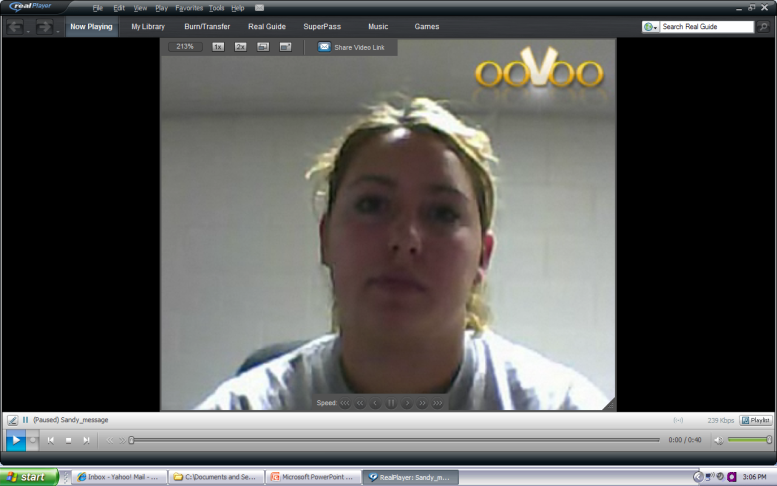 RealPlayer File Edit View Play Favorites Tools Help
Now Playing My Library Burn/Transfer Real Guide SuperPass Music Games Search Real Guide
213% 1x 2x Share Video Link
ooVoo
Speed:
(Paused) Sandy_message 239 Kbps Playlist
0:00 / 0:40
start Inbox - Yahoo! Mail - ... C:\Documents and Se... Microsoft PowerPoint ... RealPlayer: Sandy_m... 3:06 PM